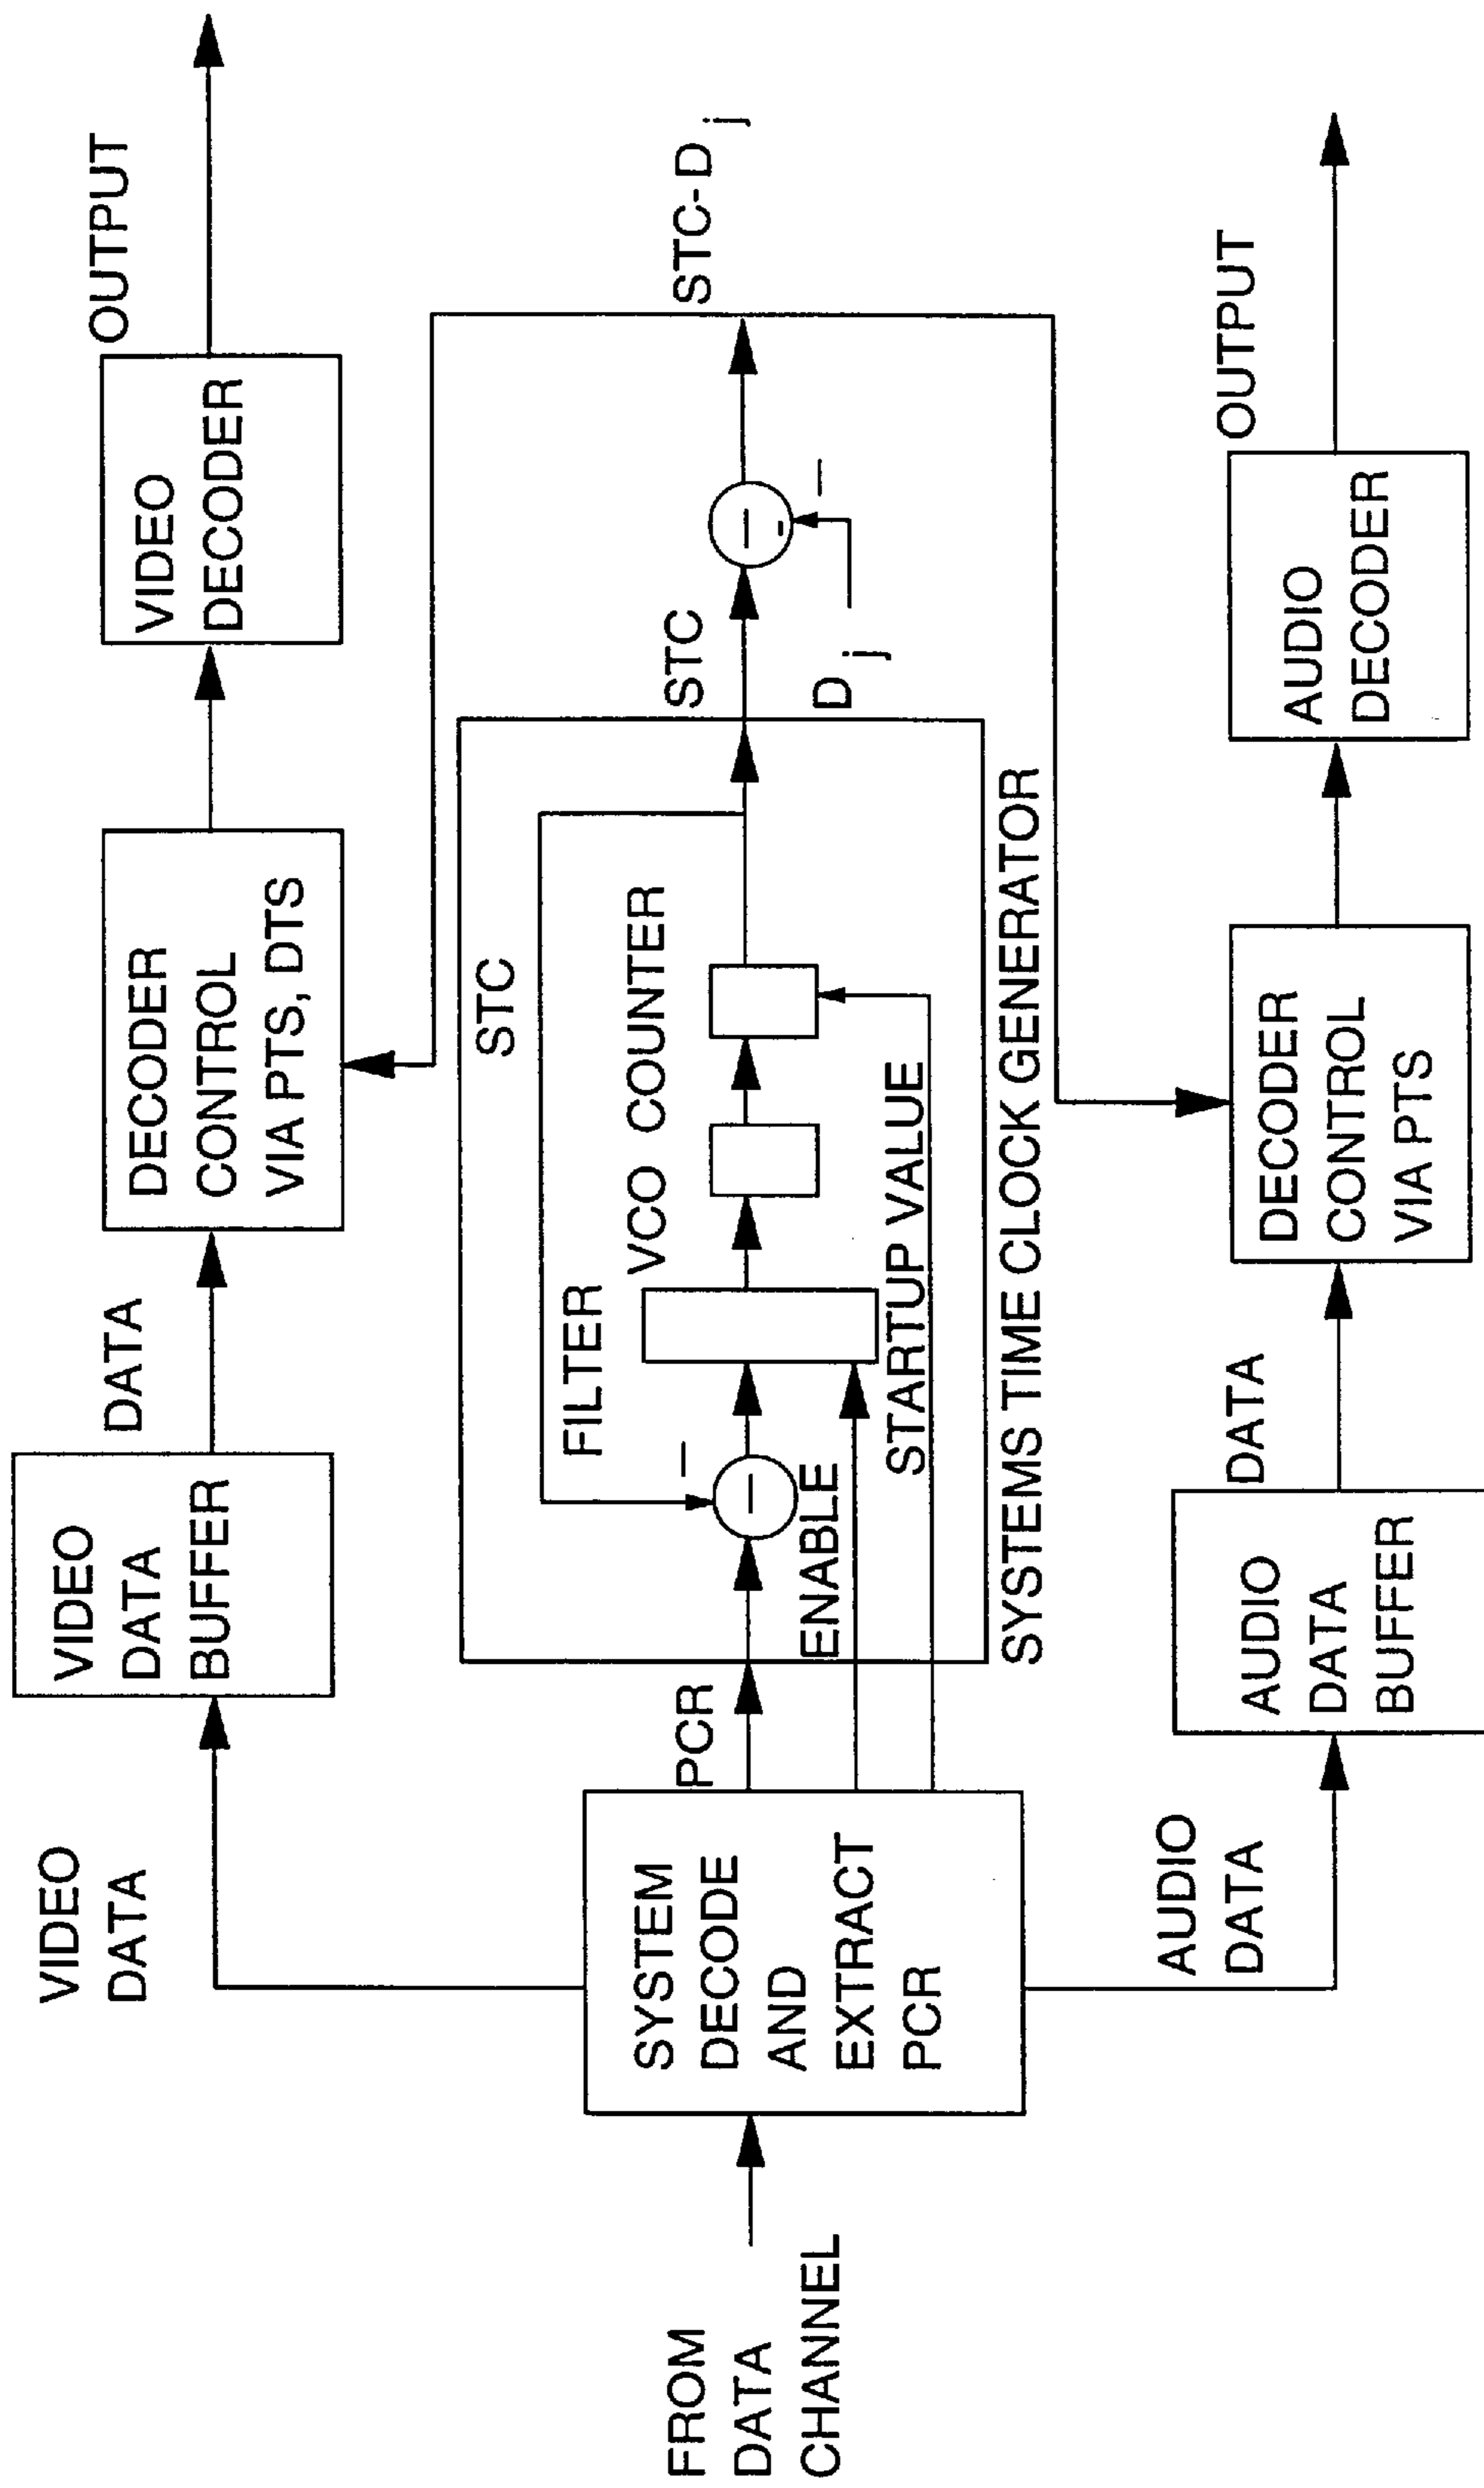 VIDEO
DATA
VIDEO
DATA
BUFFER
DATA
DECODER
CONTROL
VIA PTS, DTS
VIDEO
DECODER
OUTPUT
FROM
DATA
CHANNEL
SYSTEM
DECODE
AND
EXTRACT
PCR
PCR
ENABLE
STC
FILTER
VCO COUNTER
STARTUP VALUE
SYSTEMS TIME CLOCK GENERATOR
STC
D j
STC-D j
AUDIO
DATA
AUDIO
DATA
BUFFER
DATA
DECODER
CONTROL
VIA PTS
AUDIO
DECODER
OUTPUT